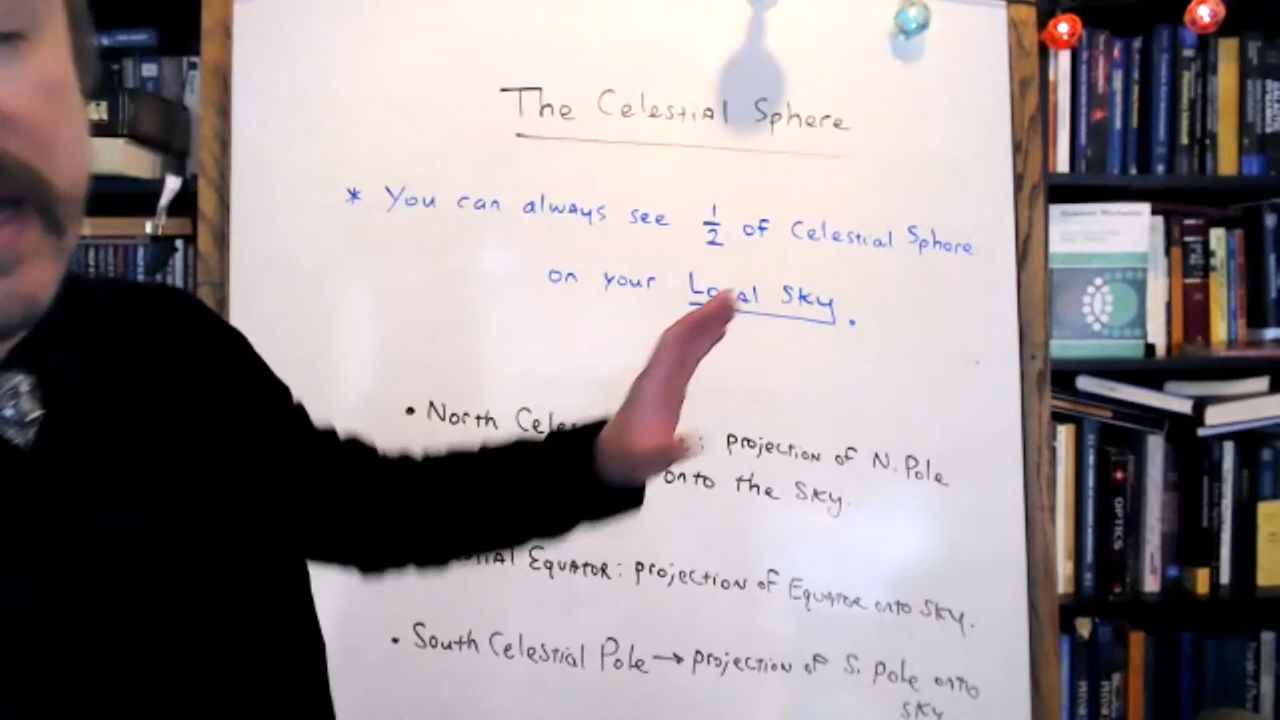 The Celestial Sphere
* You can always see 1/2 of Celestial Sphere
on your Local Sky.
• North : projection of N. Pole
onto the Sky.
Equator: projection of Equator onto Sky.
• South Celestial Pole → projection of S. Pole onto
Sky
OPTICS